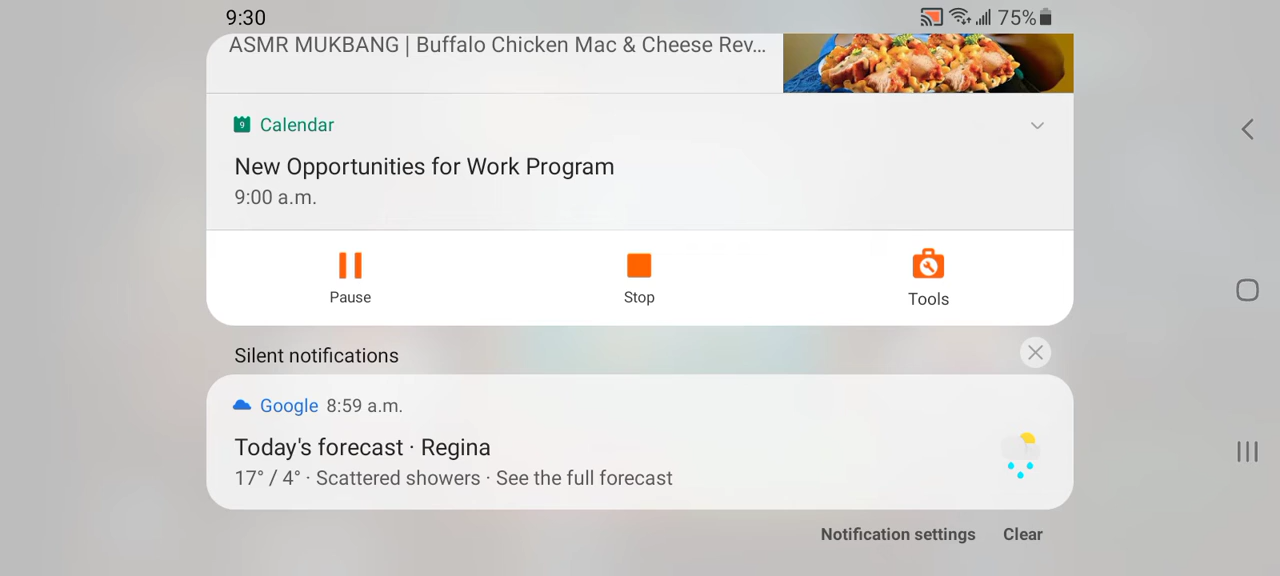 9:30
75%
ASMR MUKBANG | Buffalo Chicken Mac & Cheese Rev...
9 Calendar
New Opportunities for Work Program
9:00 a.m.
Pause Stop Tools
Silent notifications
Google 8:59 a.m.
Today's forecast · Regina
17° / 4° · Scattered showers · See the full forecast
Notification settings Clear